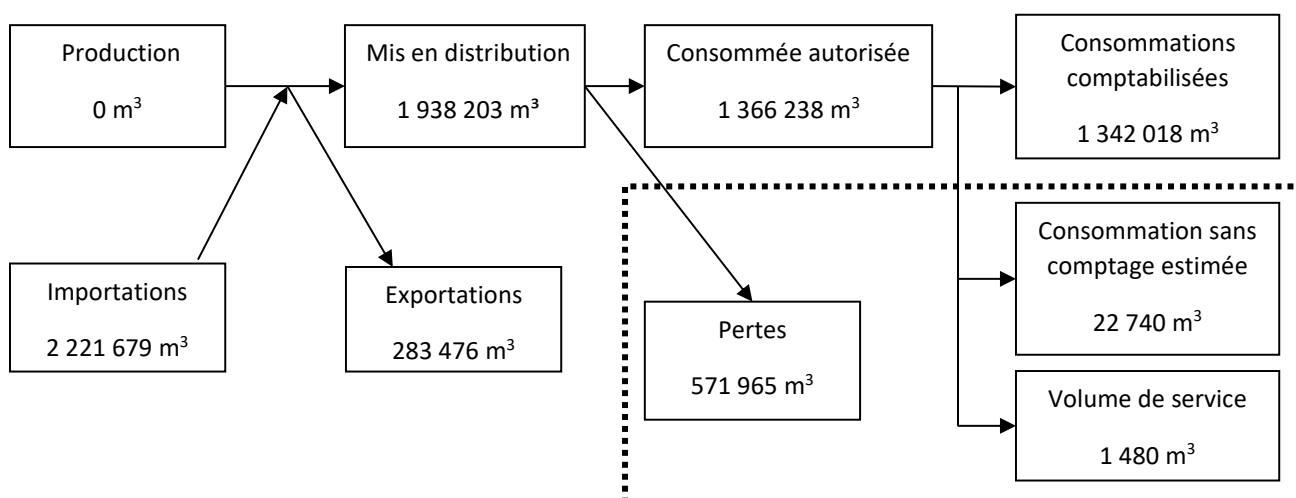 Production
0 m³
Mis en distribution
1 938 203 m³
Consommée autorisée
1 366 238 m³
Consommations
comptabilisées
1 342 018 m³
Importations
2 221 679 m³
Exportations
283 476 m³
Pertes
571 965 m³
Consommation sans
comptage estimée
22 740 m³
Volume de service
1 480 m³